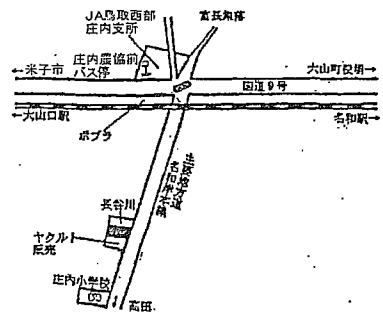 JA鳥取西部
庄内支所
富長部落
庄内農協前
バス停
←米子市
大山町役場→
国道9号
←大山口駅
ポプラ
名和駅→
長谷川
ヤクルト
販売
庄内小学校
高田